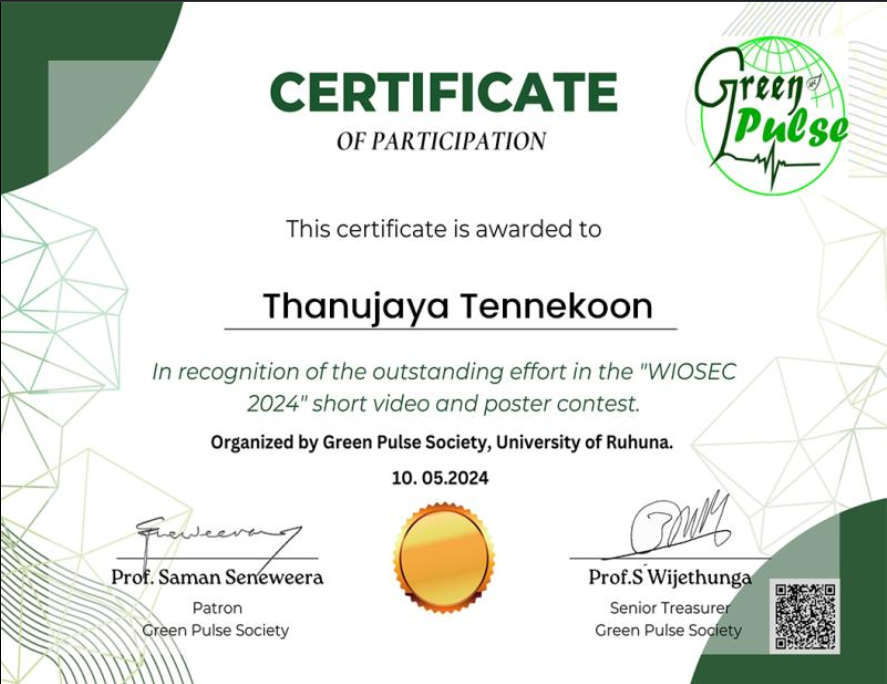 CERTIFICATE
OF PARTICIPATION
Green
Pulse
This certificate is awarded to
Thanujaya Tennekoon
In recognition of the outstanding effort in the "WIOSEC
2024" short video and poster contest.
Organized by Green Pulse Society, University of Ruhuna.
10. 05.2024
Prof. Saman Seneweera
Patron
Green Pulse Society
Prof.S Wijethunga
Senior Treasurer
Green Pulse Society